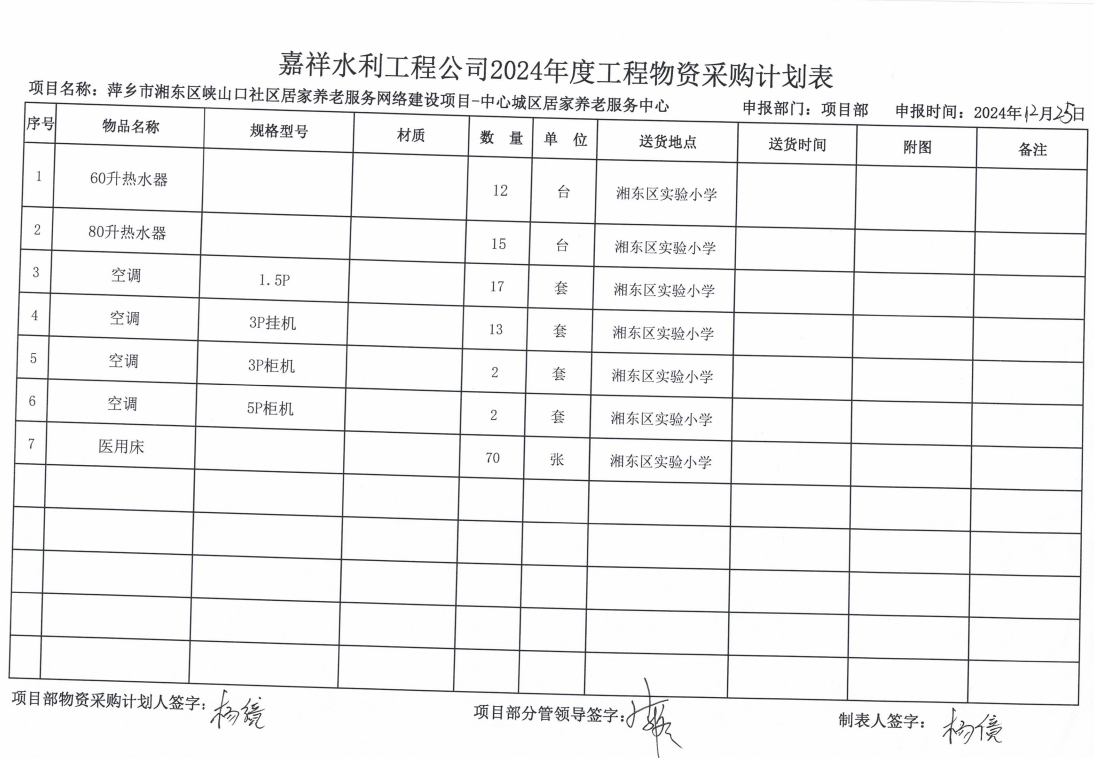 嘉祥水利工程公司2024年度工程物资采购计划表
项目名称：萍乡市湘东区峡山口社区居家养老服务网络建设项目-中心城区居家养老服务中心 申报部门：项目部 申报时间：2024年12月25日
序号 物品名称 规格型号 材质 数 量 单 位 送货地点 送货时间 附图 备注
1 60升热水器 12 台 湘东区实验小学
2 80升热水器 15 台 湘东区实验小学
3 空调 1.5P 17 套 湘东区实验小学
4 空调 3P挂机 13 套 湘东区实验小学
5 空调 3P柜机 2 套 湘东区实验小学
6 空调 5P柜机 2 套 湘东区实验小学
7 医用床 70 张 湘东区实验小学
项目部物资采购计划人签字： 项目部分管领导签字： 制表人签字：